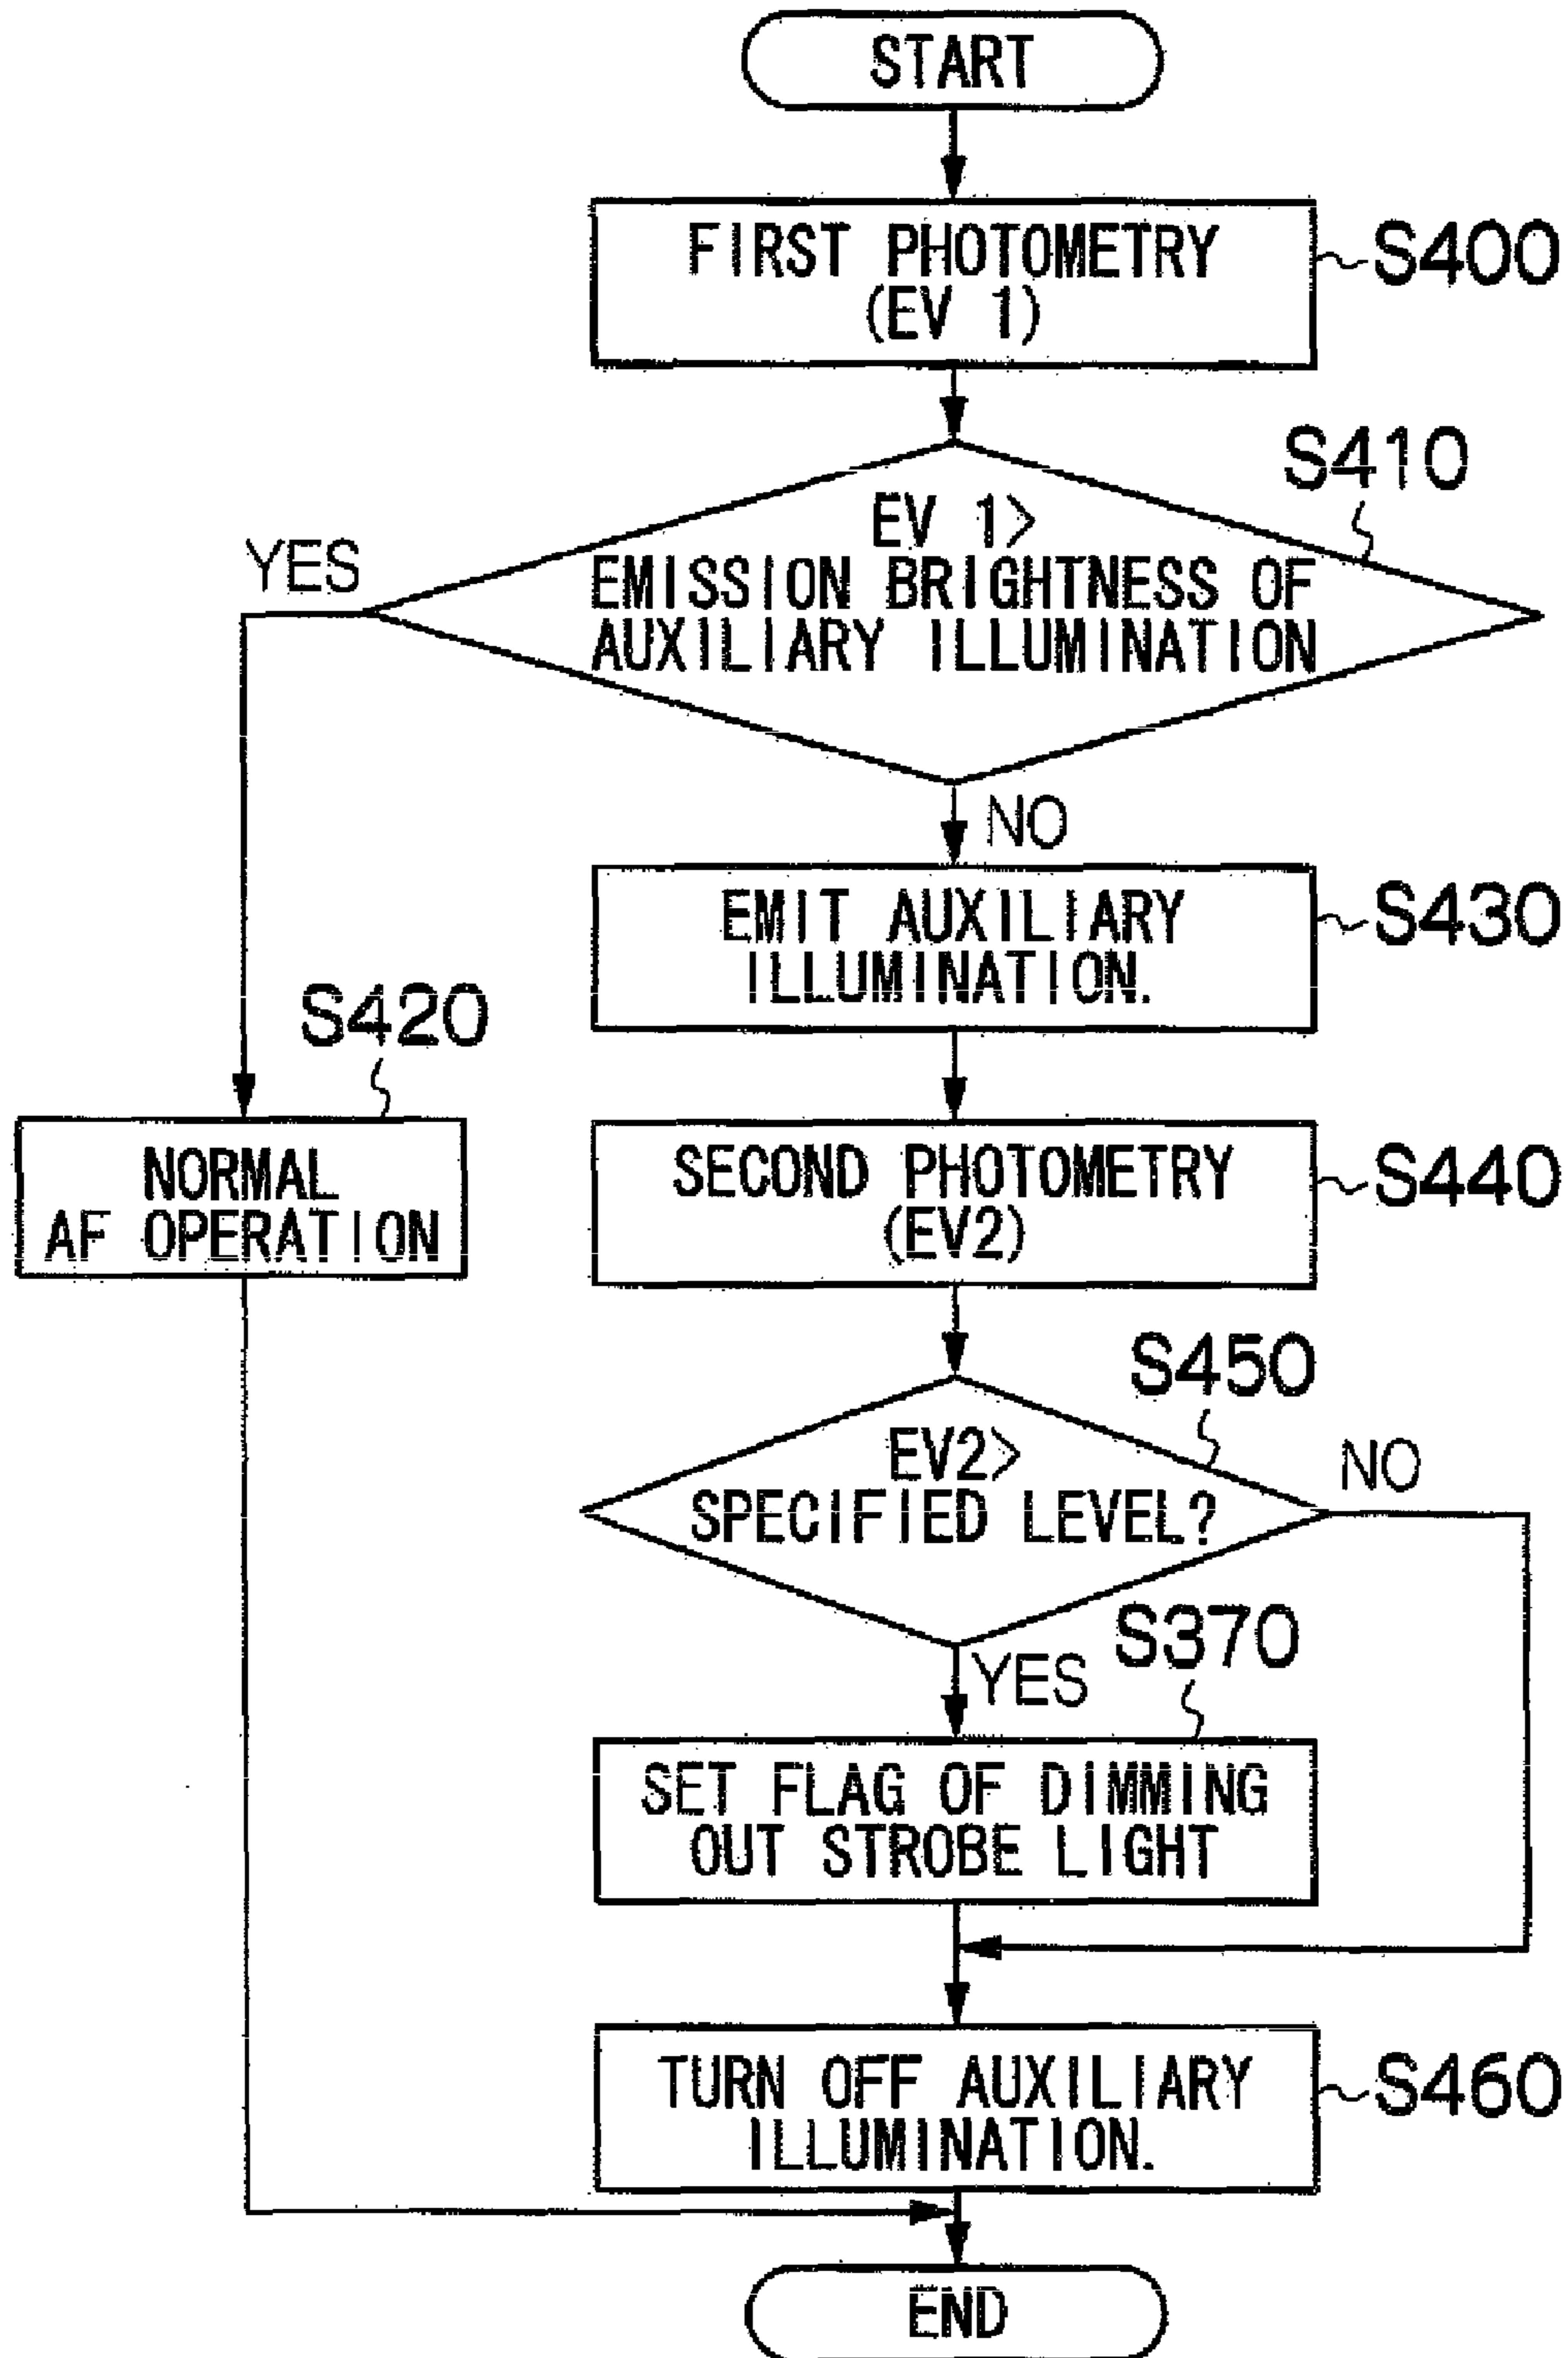 START
FIRST PHOTOMETRY
(EV 1)
S400
S410
EV 1>
EMISSION BRIGHTNESS OF
AUXILIARY ILLUMINATION
YES
NO
EMIT AUXILIARY
ILLUMINATION.
S430
S420
NORMAL
AF OPERATION
SECOND PHOTOMETRY
(EV2)
S440
S450
EV2>
SPECIFIED LEVEL?
NO
YES
S370
SET FLAG OF DIMMING
OUT STROBE LIGHT
TURN OFF AUXILIARY
ILLUMINATION.
S460
END